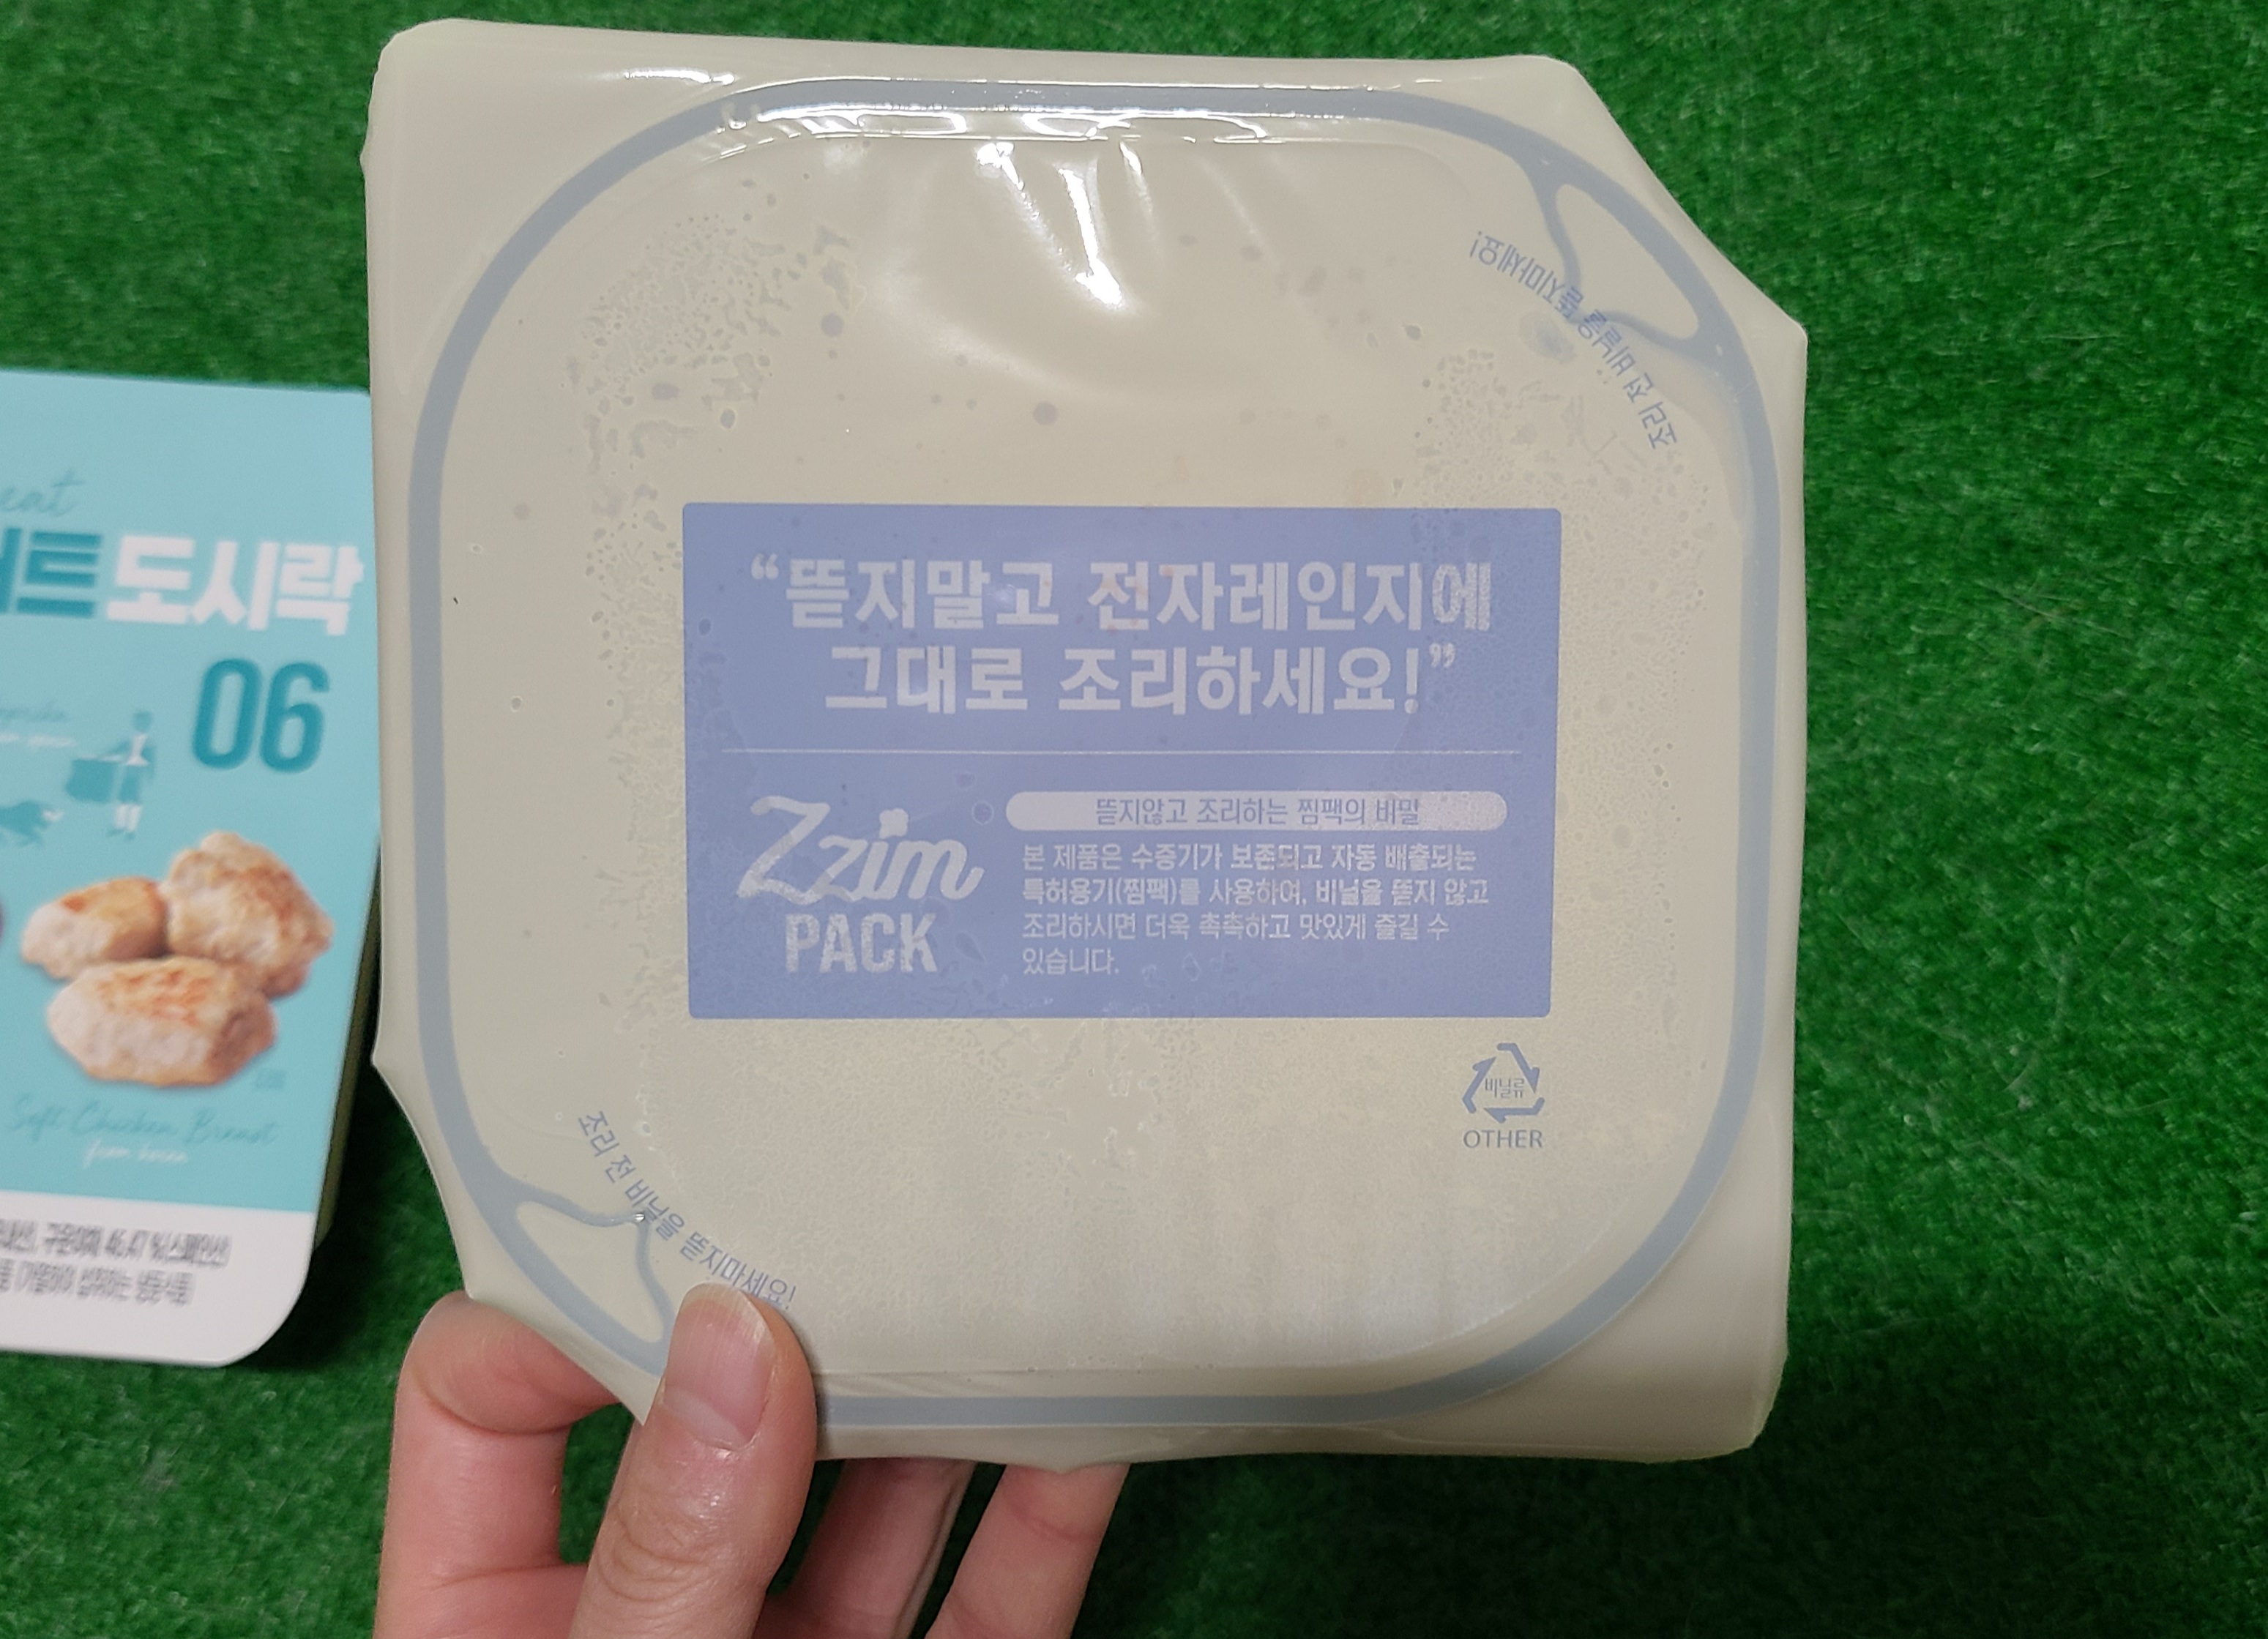 도시락
06
Soft Chicken Breast
from korea
조리 전 비닐을 뜯지마세요!
“뜯지말고 전자레인지에
그대로 조리하세요!”
Zzim
PACK
뜯지않고 조리하는 찜팩의 비밀
본 제품은 수증기가 보존되고 자동 배출되는
특허용기(찜팩)를 사용하여, 비닐을 뜯지 않고
조리하시면 더욱 촉촉하고 맛있게 즐길 수
있습니다.
비닐류
OTHER
조리 전 비닐을 뜯지마세요!